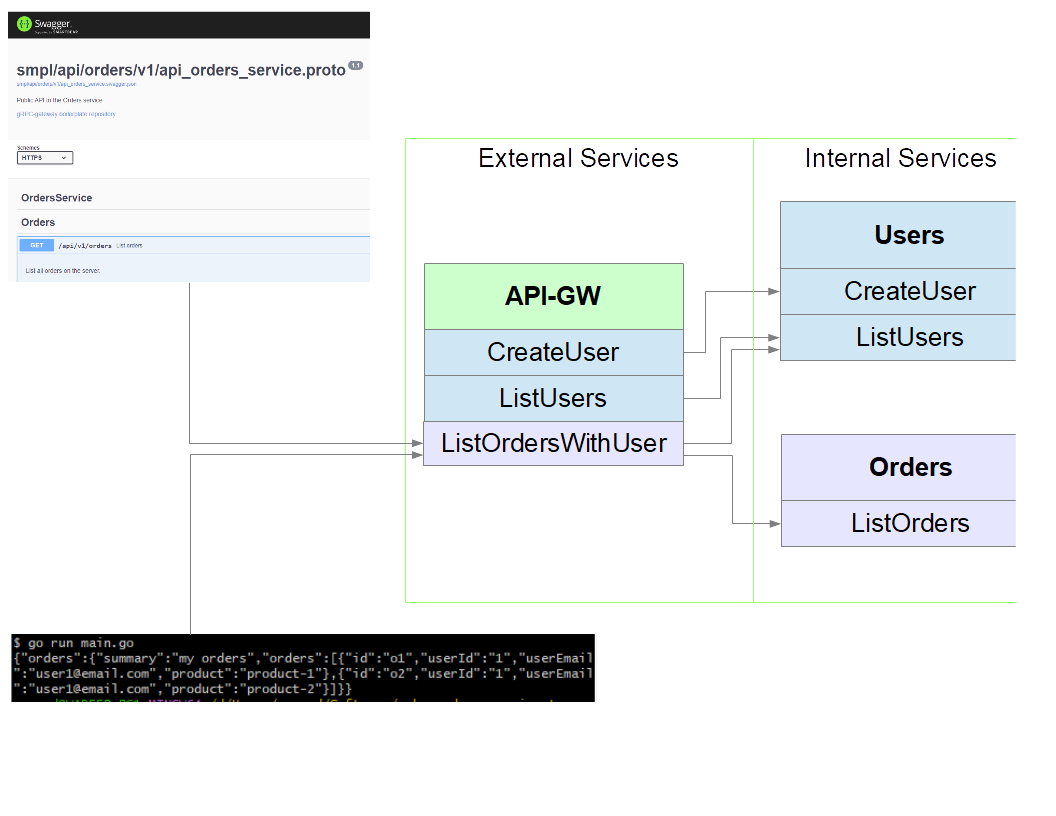 Swagger.
Supported by SMARTBEAR
smpl/api/orders/v1/api_orders_service.proto 1.1
smpl/api/orders/v1/api_orders_service.swagger.json
Public API to the Orders service
gRPC-gateway boilerplate repository
Schemes
HTTPS
OrdersService
Orders
GET /api/v1/orders List orders
List all orders on the server.
External Services
Internal Services
API-GW
CreateUser
ListUsers
ListOrdersWithUser
Users
CreateUser
ListUsers
Orders
ListOrders
$ go run main.go
{"orders":{"summary":"my orders","orders":[{"id":"o1","userId":"1","userEmail
":"user1@email.com","product":"product-1"},{"id":"o2","userId":"1","userEmail
":"user1@email.com","product":"product-2"}]}}